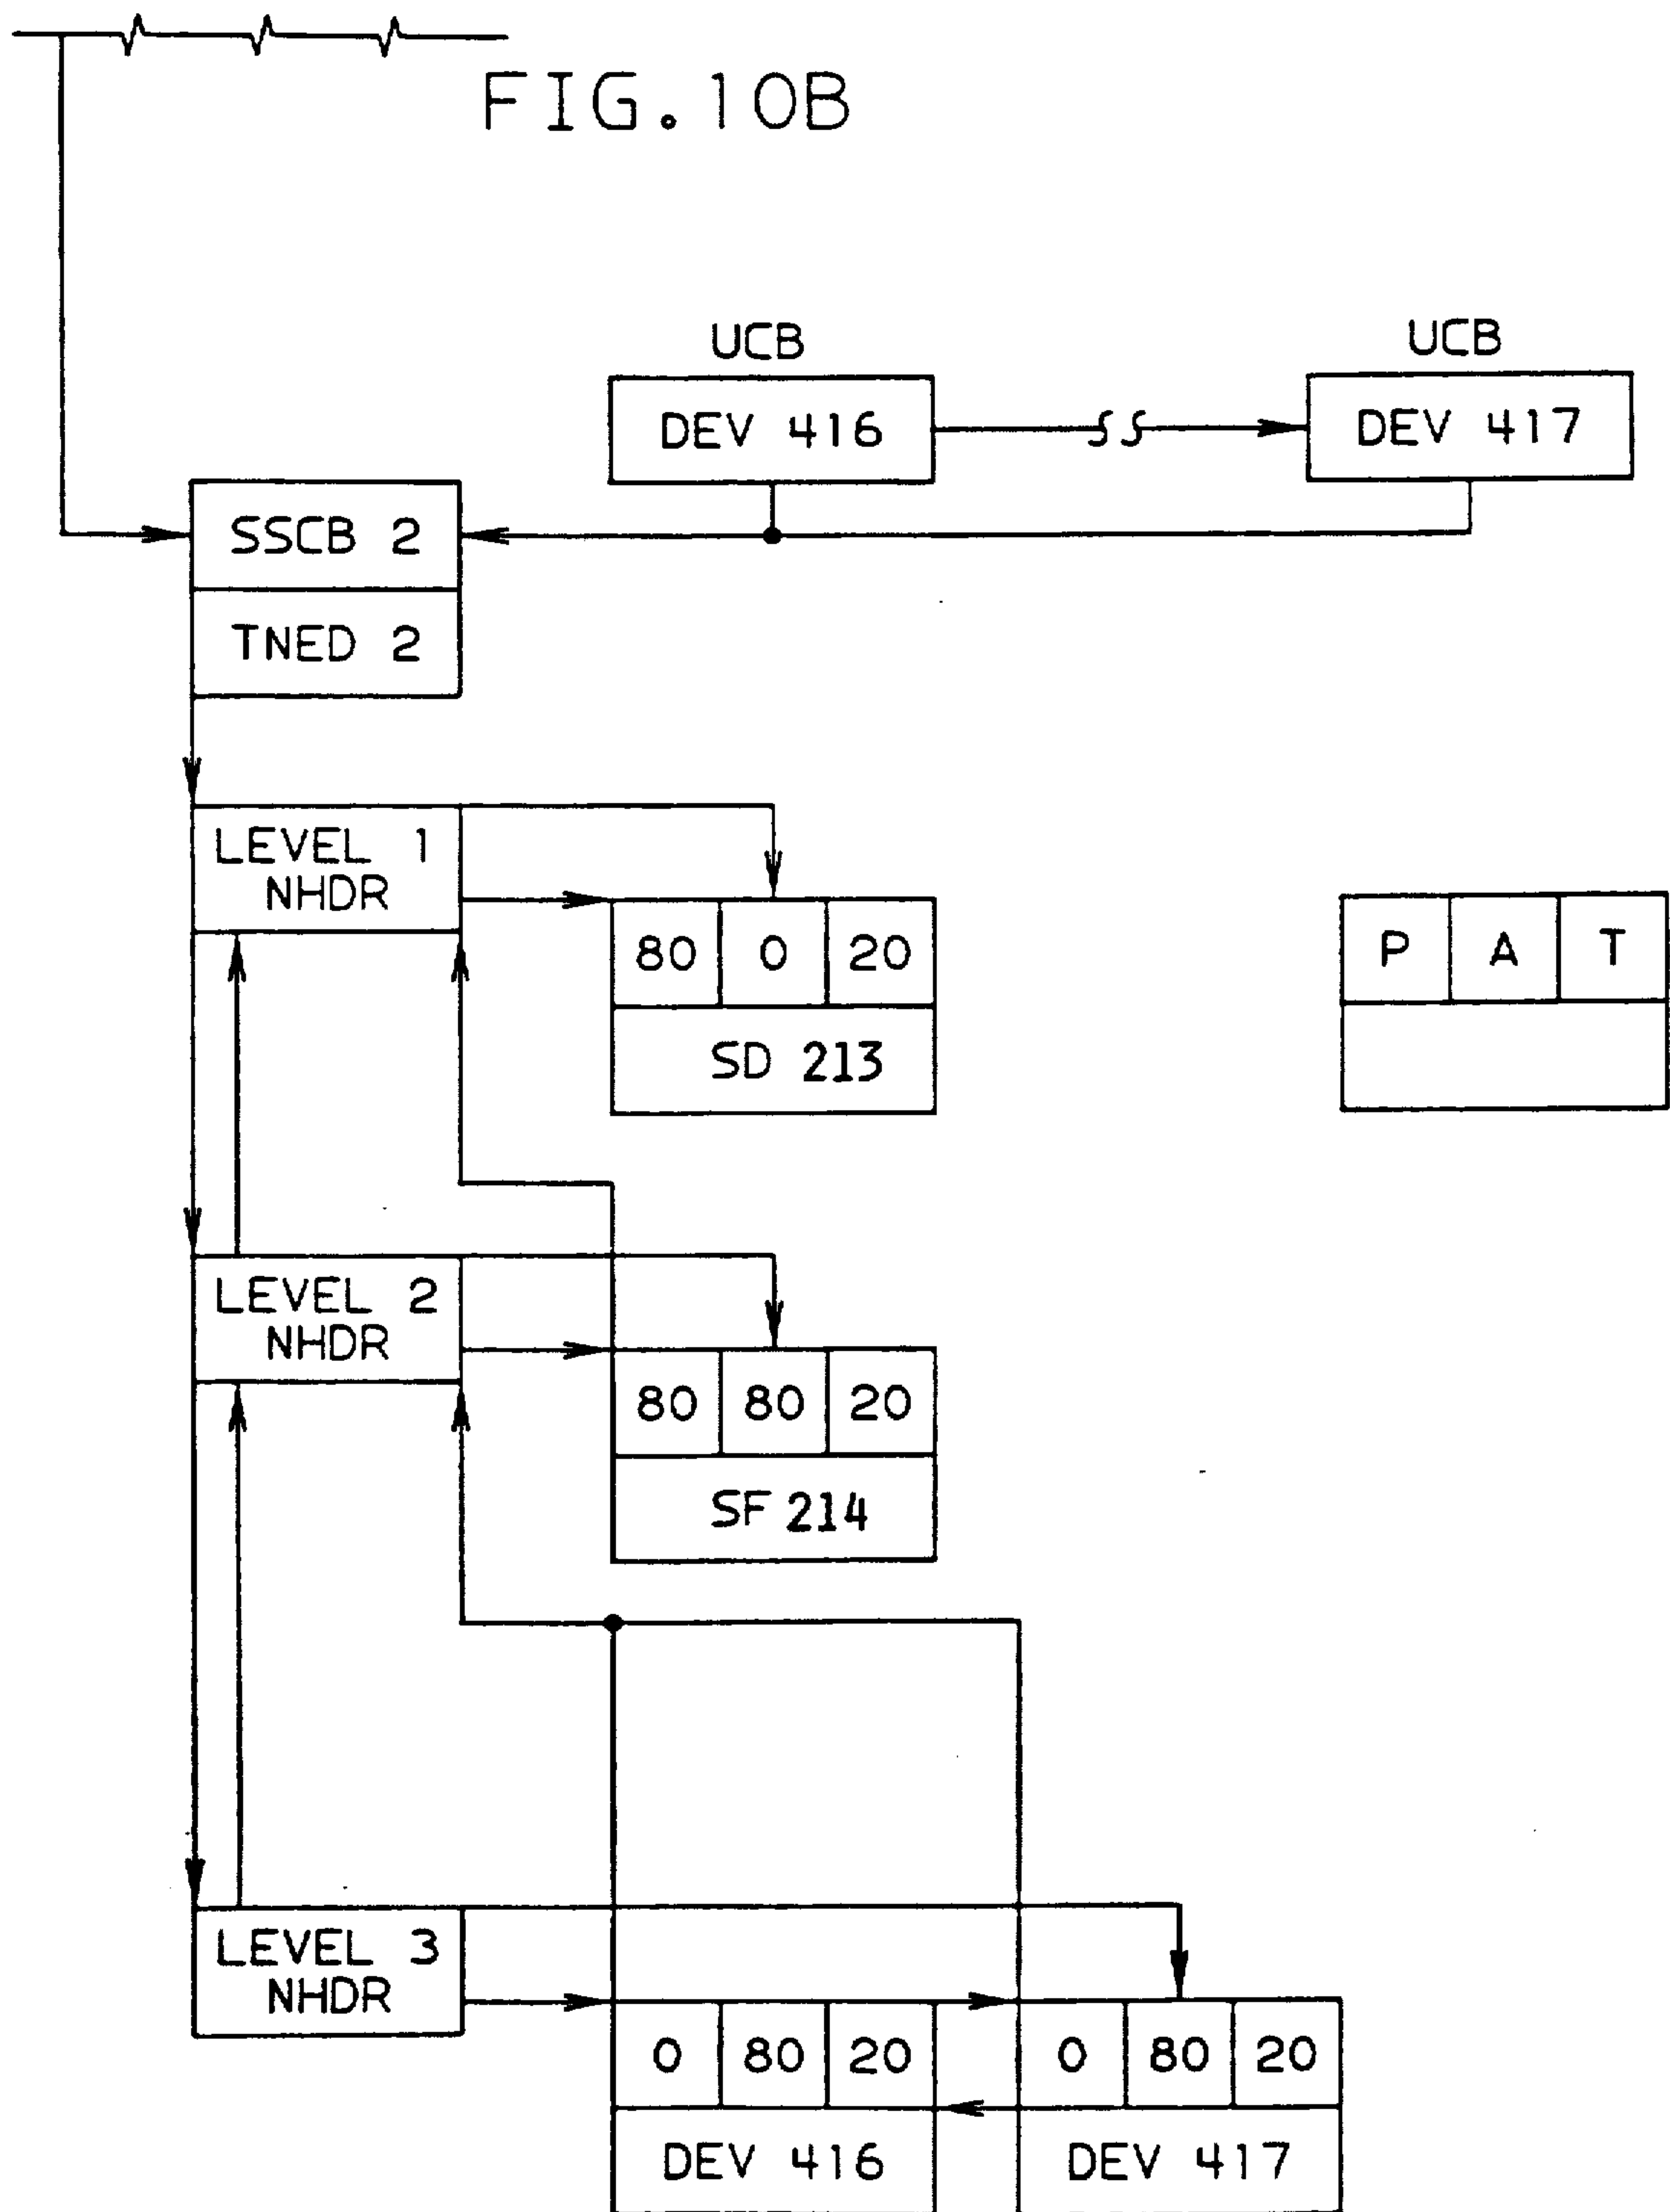 FIG.10B
UCB
UCB
DEV 416
DEV 417
SSCB 2
TNED 2
LEVEL 1
NHDR
80 0 20
P A T
SD 213
LEVEL 2
NHDR
80 80 20
SF 214
LEVEL 3
NHDR
0 80 20
0 80 20
DEV 416
DEV 417